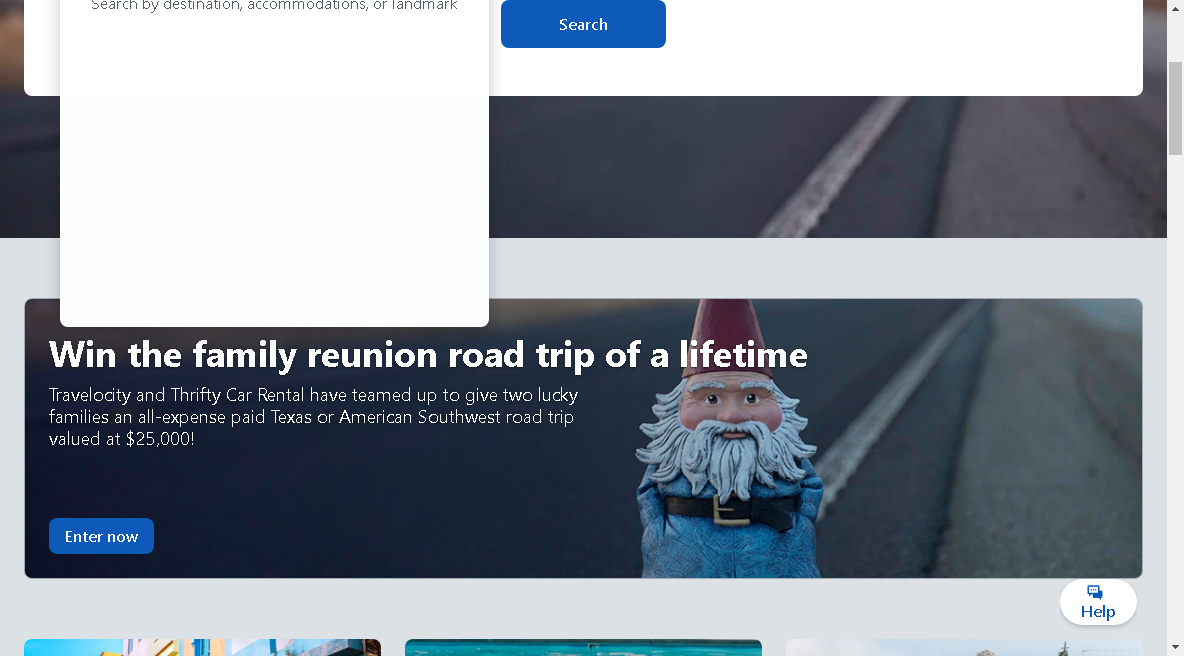 Search by destination, accommodations, or landmark
Search
Win the family reunion road trip of a lifetime
Travelocity and Thrifty Car Rental have teamed up to give two lucky
families an all-expense paid Texas or American Southwest road trip
valued at $25,000!
Enter now
Help